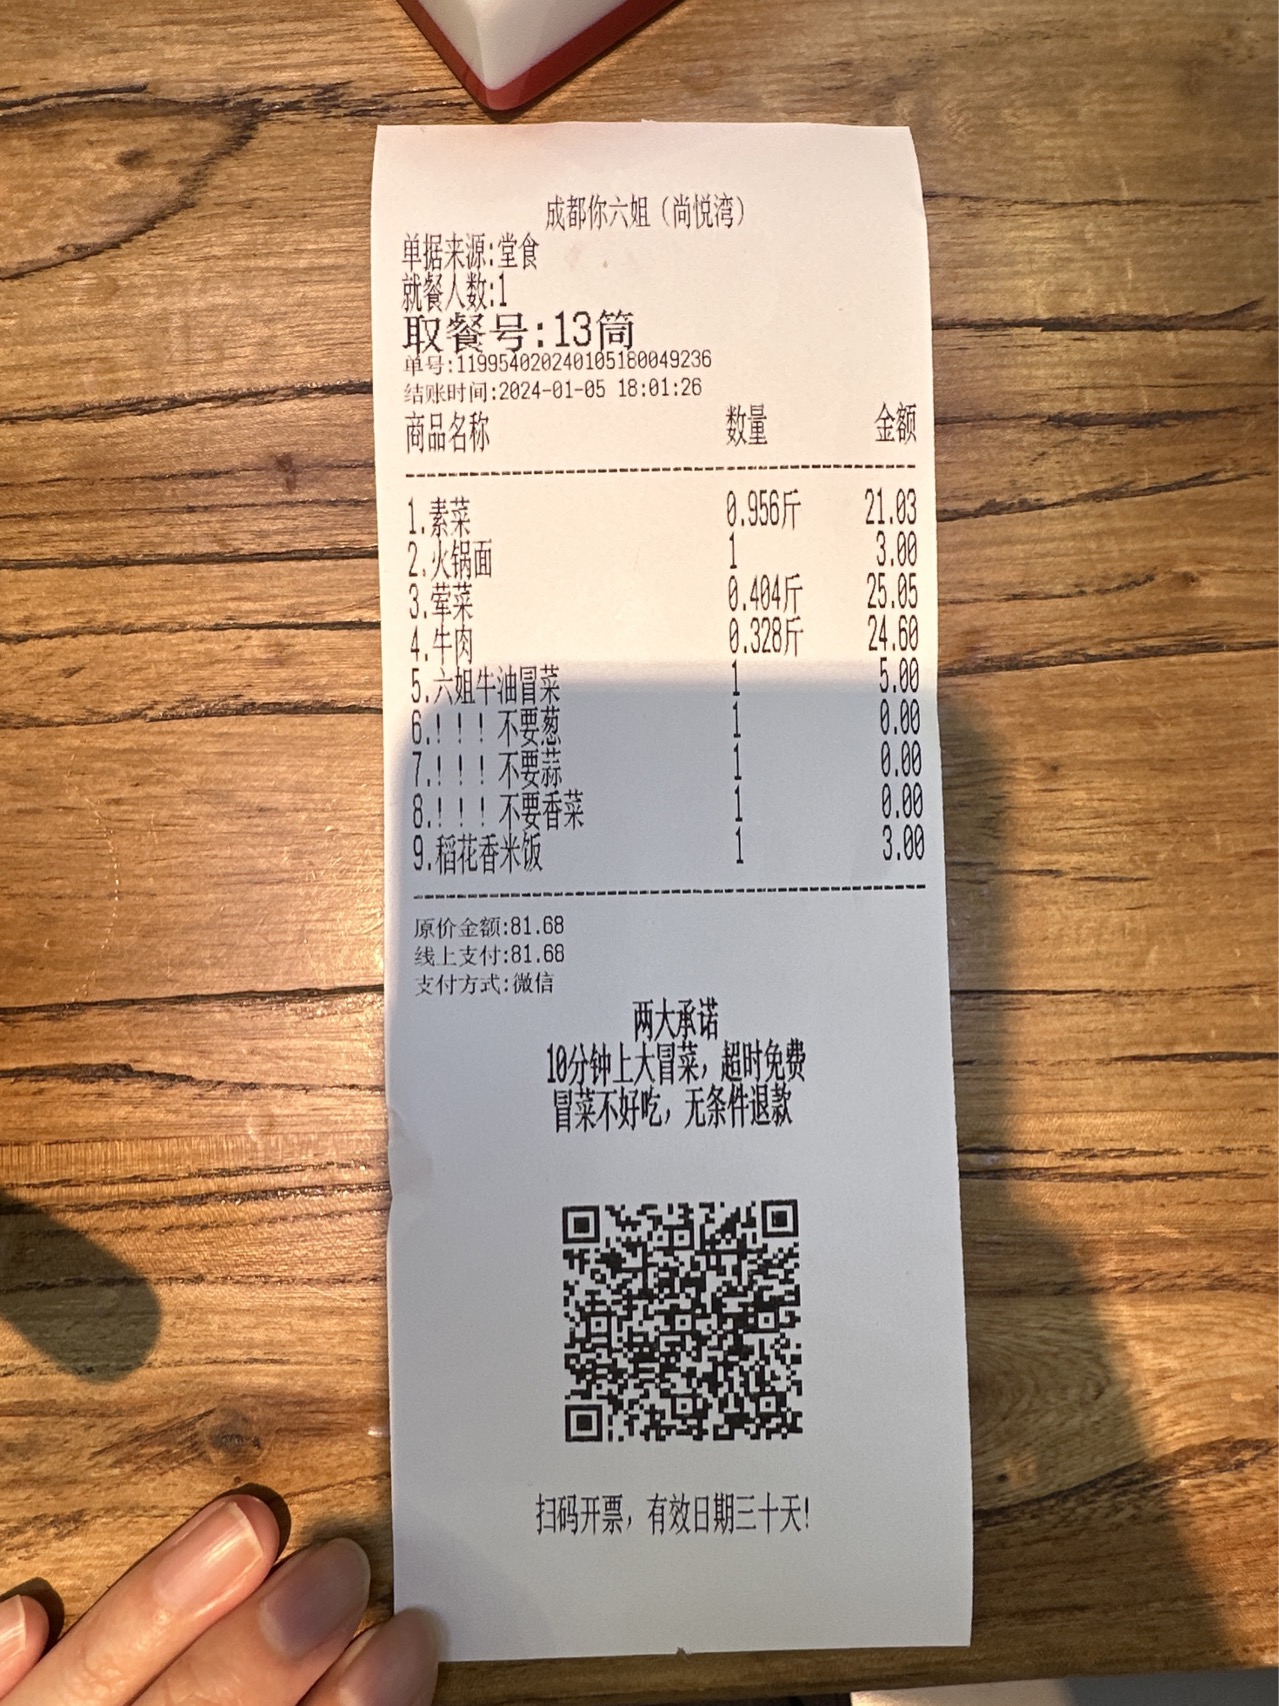 成都你六姐（尚悦湾）
单据来源:堂食
就餐人数:1
取餐号:13筒
单号:119954020240105180049236
结账时间:2024-01-05 18:01:26
商品名称 数量 金额
1.素菜 0.956斤 21.03
2.火锅面 1 3.00
3.荤菜 0.404斤 25.05
4.牛肉 0.328斤 24.60
5.六姐牛油冒菜 1 5.00
6.！！！不要葱 1 0.00
7.！！！不要蒜 1 0.00
8.！！！不要香菜 1 0.00
9.稻花香米饭 1 3.00
原价金额:81.68
线上支付:81.68
支付方式:微信
两大承诺
10分钟上大冒菜，超时免费
冒菜不好吃，无条件退款
扫码开票，有效日期三十天!